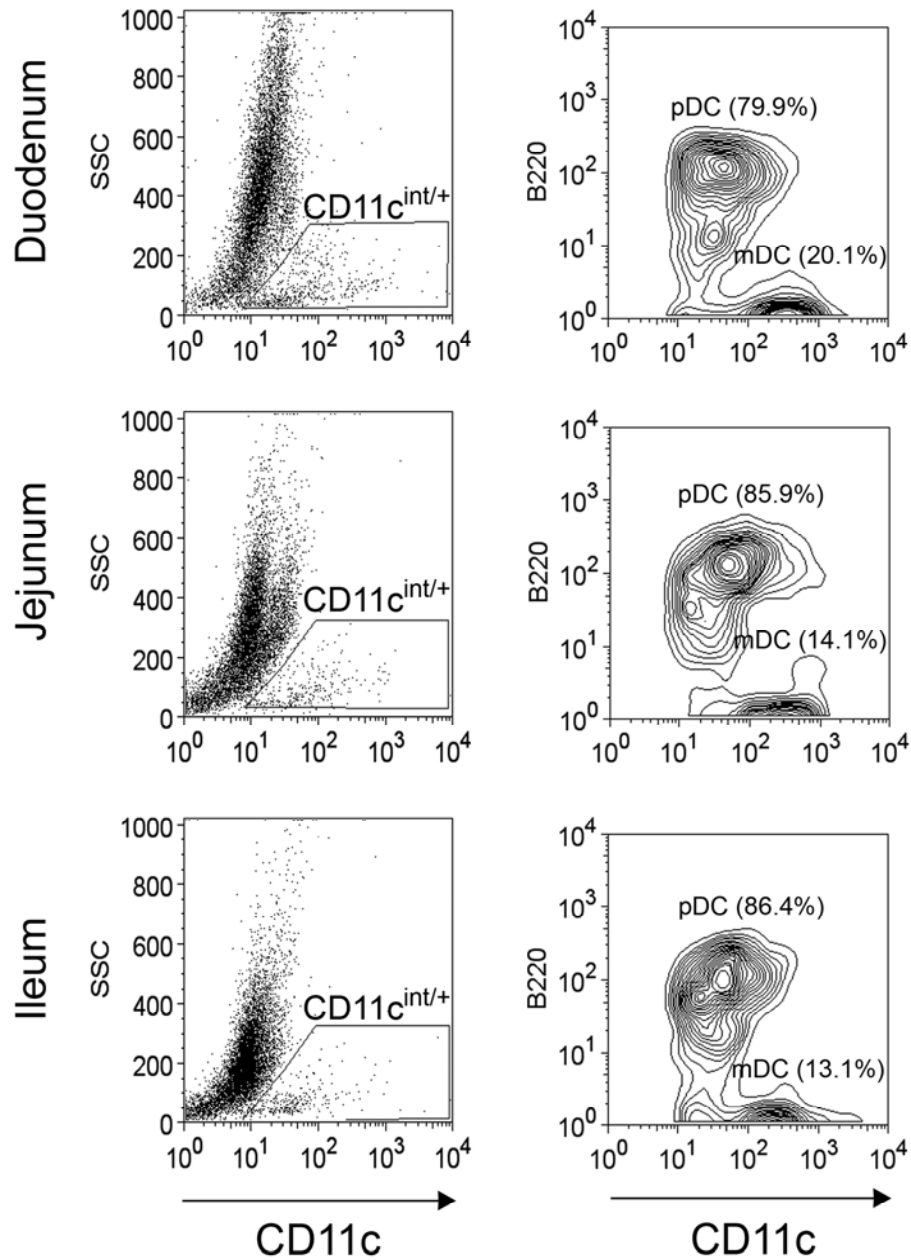 Duodenum
SSC
1000
800
600
400
200
0
CD11c^int/+
10^0 10^1 10^2 10^3 10^4
B220
10^4
10^3
10^2
10^1
10^0
pDC (79.9%)
mDC (20.1%)
10^0 10^1 10^2 10^3 10^4
Jejunum
SSC
1000
800
600
400
200
0
CD11c^int/+
10^0 10^1 10^2 10^3 10^4
B220
10^4
10^3
10^2
10^1
10^0
pDC (85.9%)
mDC (14.1%)
10^0 10^1 10^2 10^3 10^4
Ileum
SSC
1000
800
600
400
200
0
CD11c^int/+
10^0 10^1 10^2 10^3 10^4
B220
10^4
10^3
10^2
10^1
10^0
pDC (86.4%)
mDC (13.1%)
10^0 10^1 10^2 10^3 10^4
CD11c
CD11c